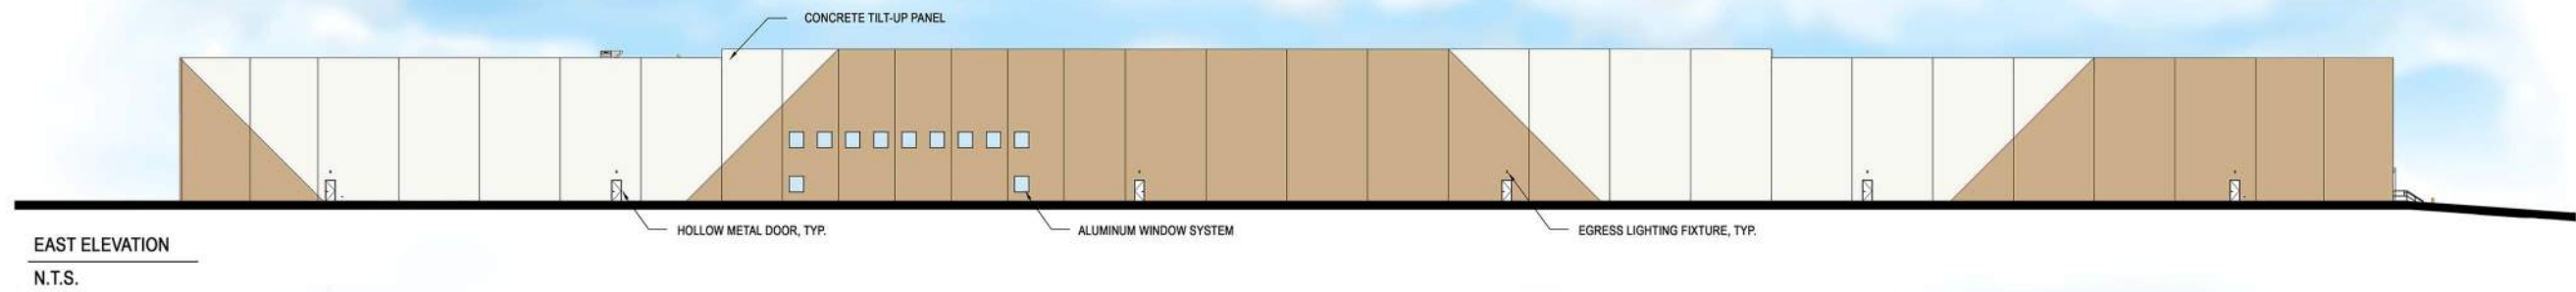 CONCRETE TILT-UP PANEL
HOLLOW METAL DOOR, TYP.
ALUMINUM WINDOW SYSTEM
EGRESS LIGHTING FIXTURE, TYP.
EAST ELEVATION
N.T.S.